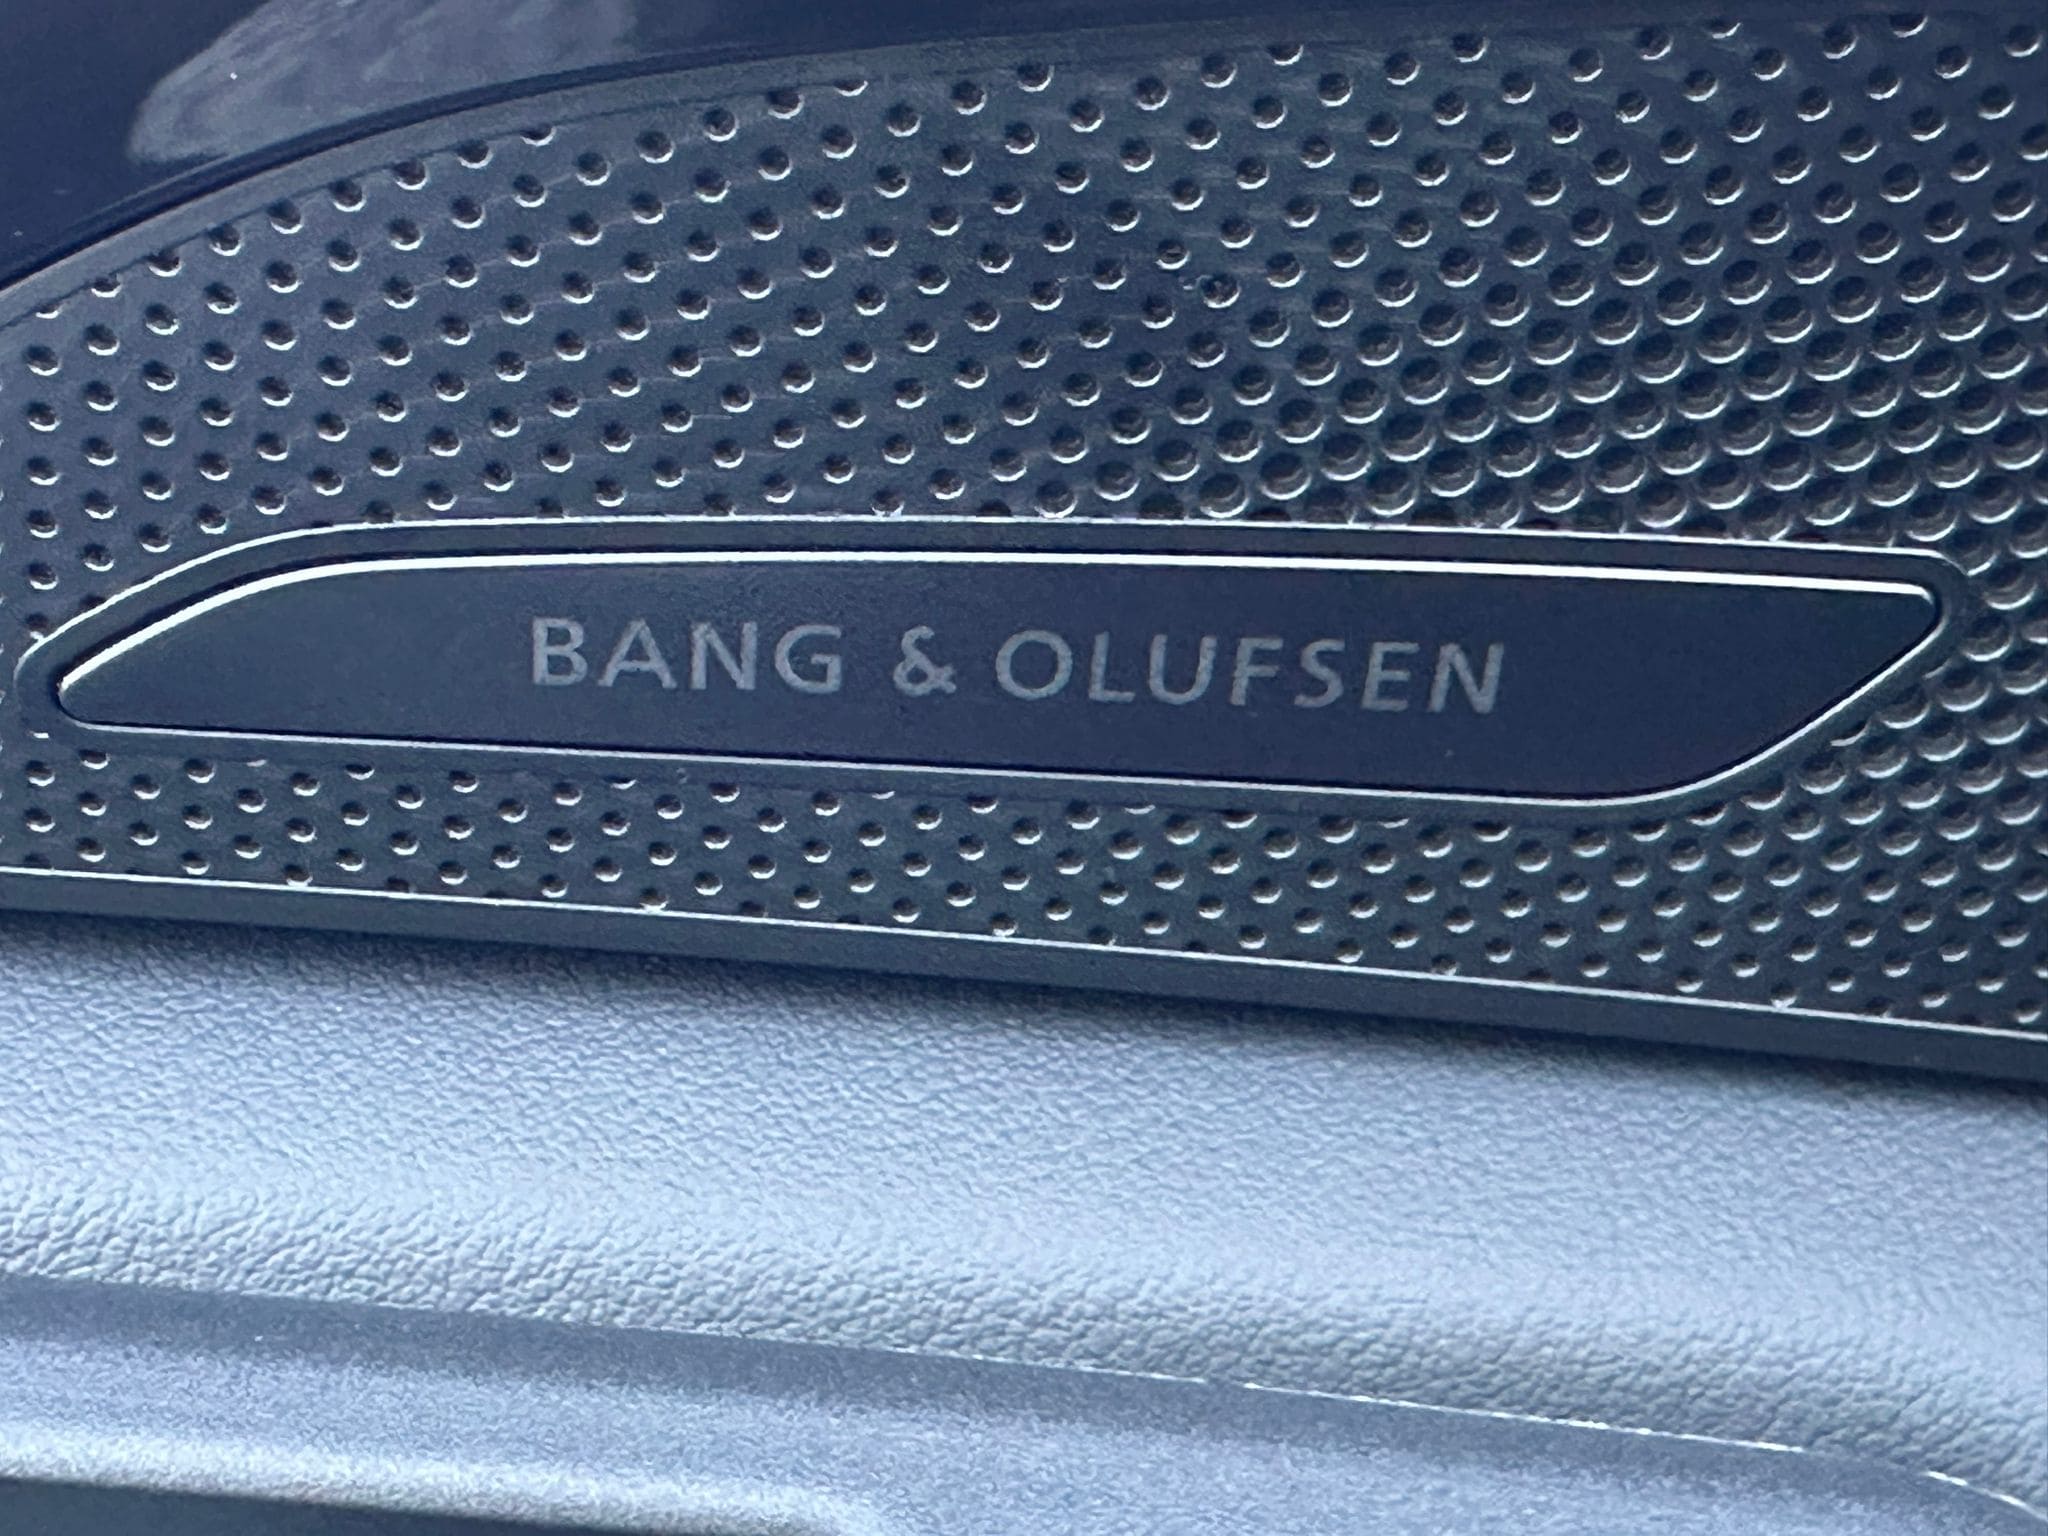 BANG & OLUFSEN